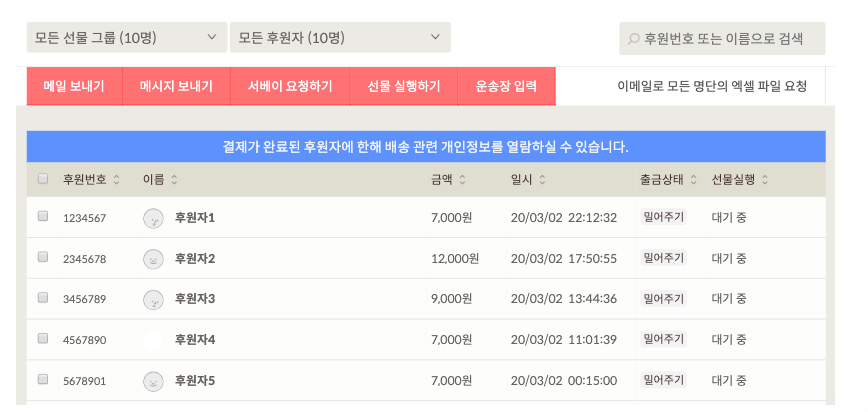 모든 선물 그룹 (10명) 모든 후원자 (10명) 후원번호 또는 이름으로 검색
메일 보내기 메시지 보내기 서베이 요청하기 선물 실행하기 운송장 입력 이메일로 모든 명단의 엑셀 파일 요청
결제가 완료된 후원자에 한해 배송 관련 개인정보를 열람하실 수 있습니다.
후원번호 이름 금액 일시 출금상태 선물실행
1234567 후원자1 7,000원 20/03/02 22:12:32 밀어주기 대기 중
2345678 후원자2 12,000원 20/03/02 17:50:55 밀어주기 대기 중
3456789 후원자3 9,000원 20/03/02 13:44:36 밀어주기 대기 중
4567890 후원자4 7,000원 20/03/02 11:01:39 밀어주기 대기 중
5678901 후원자5 7,000원 20/03/02 00:15:00 밀어주기 대기 중